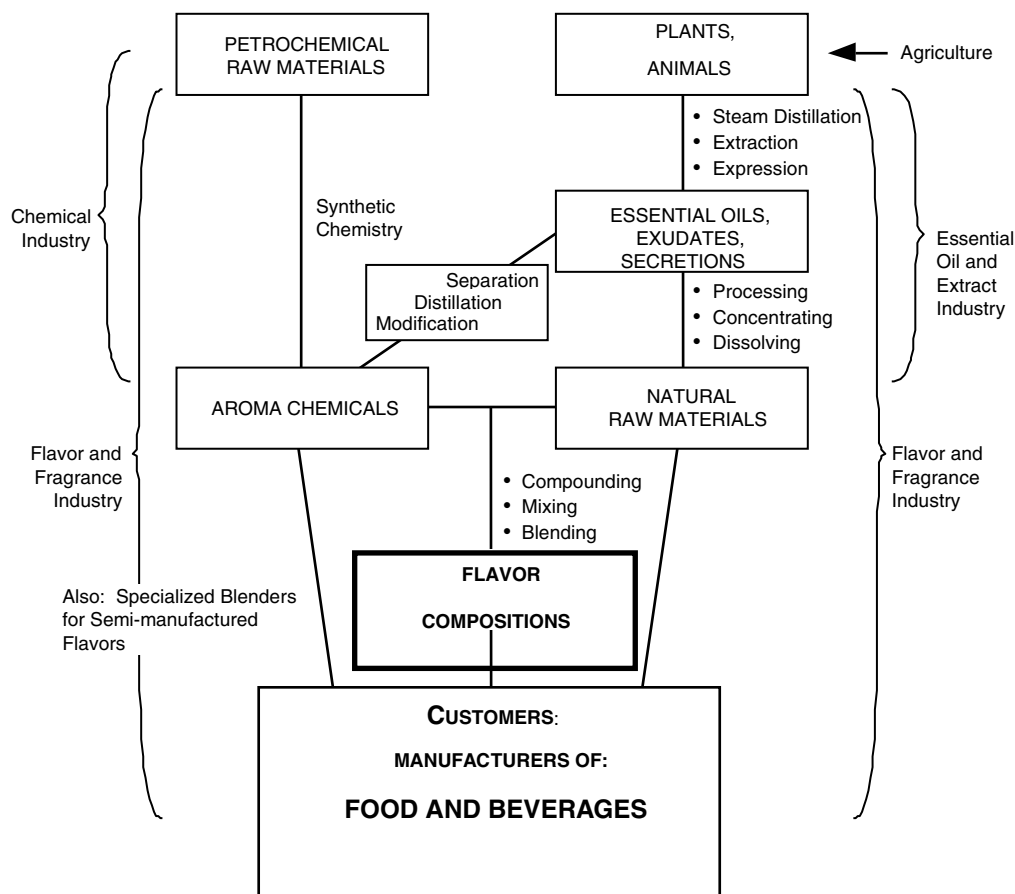 PETROCHEMICAL
RAW MATERIALS
PLANTS,
ANIMALS
Agriculture
• Steam Distillation
• Extraction
• Expression
Chemical
Industry
Synthetic
Chemistry
ESSENTIAL OILS,
EXUDATES,
SECRETIONS
Essential
Oil and
Extract
Industry
Separation
Distillation
Modification
• Processing
• Concentrating
• Dissolving
AROMA CHEMICALS
NATURAL
RAW MATERIALS
Flavor and
Fragrance
Industry
Flavor and
Fragrance
Industry
• Compounding
• Mixing
• Blending
FLAVOR
COMPOSITIONS
Also: Specialized Blenders
for Semi-manufactured
Flavors
CUSTOMERS:
MANUFACTURERS OF:
FOOD AND BEVERAGES